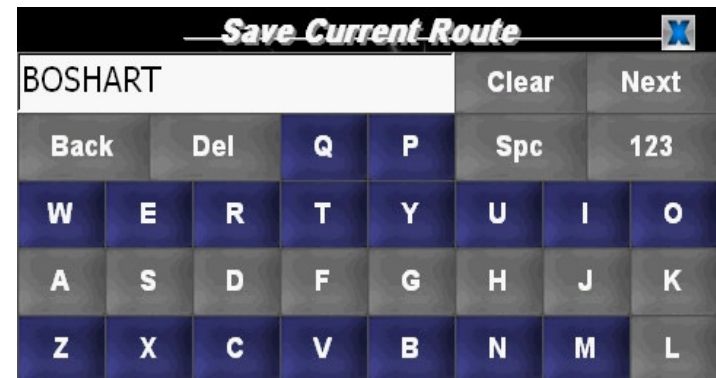 Save Current Route X
BOSHART Clear Next
Back Del Q P Spc 123
W E R T Y U I O
A S D F G H J K
Z X C V B N M L